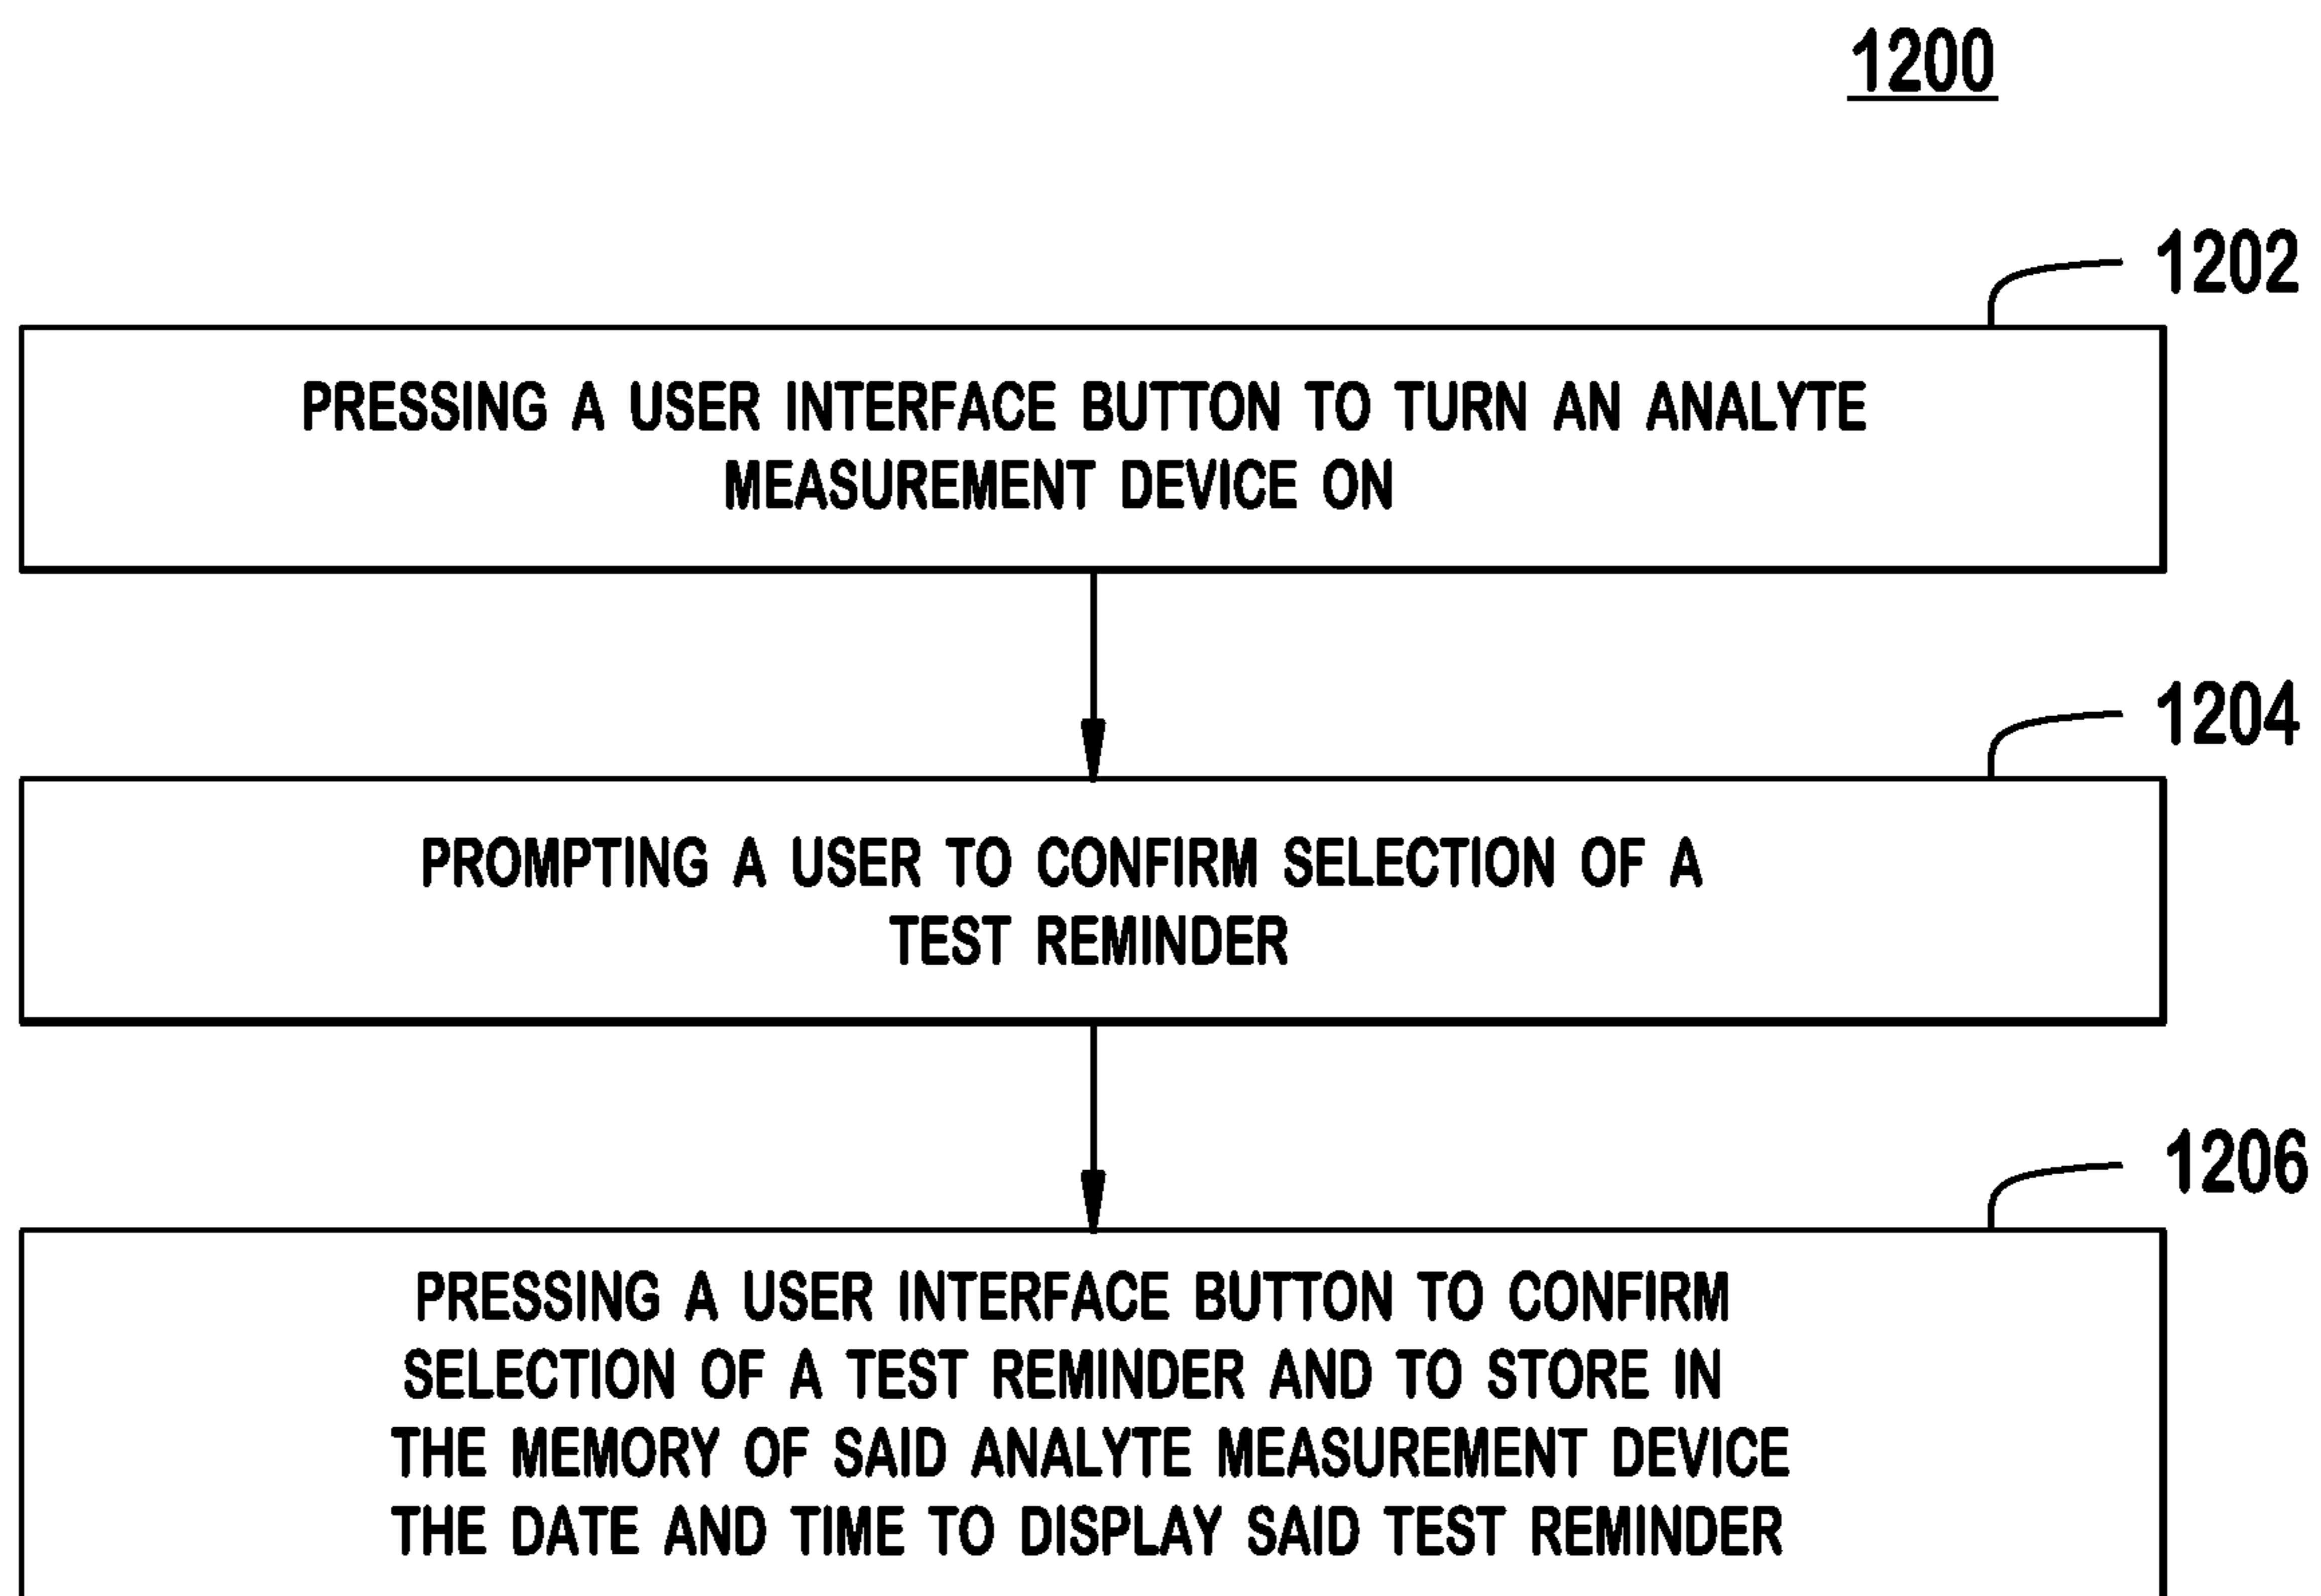 1200
1202
PRESSING A USER INTERFACE BUTTON TO TURN AN ANALYTE
MEASUREMENT DEVICE ON
1204
PROMPTING A USER TO CONFIRM SELECTION OF A
TEST REMINDER
1206
PRESSING A USER INTERFACE BUTTON TO CONFIRM
SELECTION OF A TEST REMINDER AND TO STORE IN
THE MEMORY OF SAID ANALYTE MEASUREMENT DEVICE
THE DATE AND TIME TO DISPLAY SAID TEST REMINDER